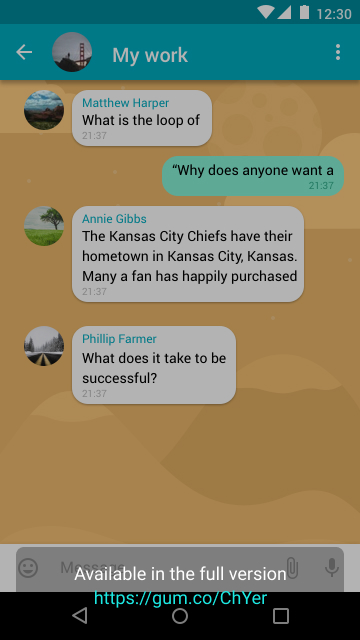 12:30
My work
Matthew Harper
What is the loop of
21:37
“Why does anyone want a
21:37
Annie Gibbs
The Kansas City Chiefs have their
hometown in Kansas City, Kansas.
Many a fan has happily purchased
21:37
Phillip Farmer
What does it take to be
successful?
21:37
Message
Available in the full version
https://gum.co/ChYer